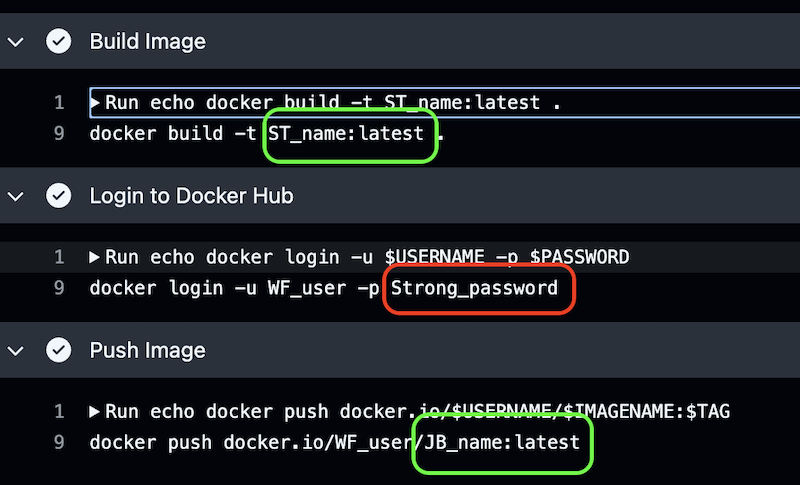 Build Image
1 ▶Run echo docker build -t ST_name:latest .
9 docker build -t ST_name:latest .
Login to Docker Hub
1 ▶Run echo docker login -u $USERNAME -p $PASSWORD
9 docker login -u WF_user -p Strong_password
Push Image
1 ▶Run echo docker push docker.io/$USERNAME/$IMAGENAME:$TAG
9 docker push docker.io/WF_user/JB_name:latest